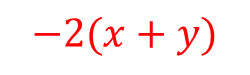 −2(x + y)